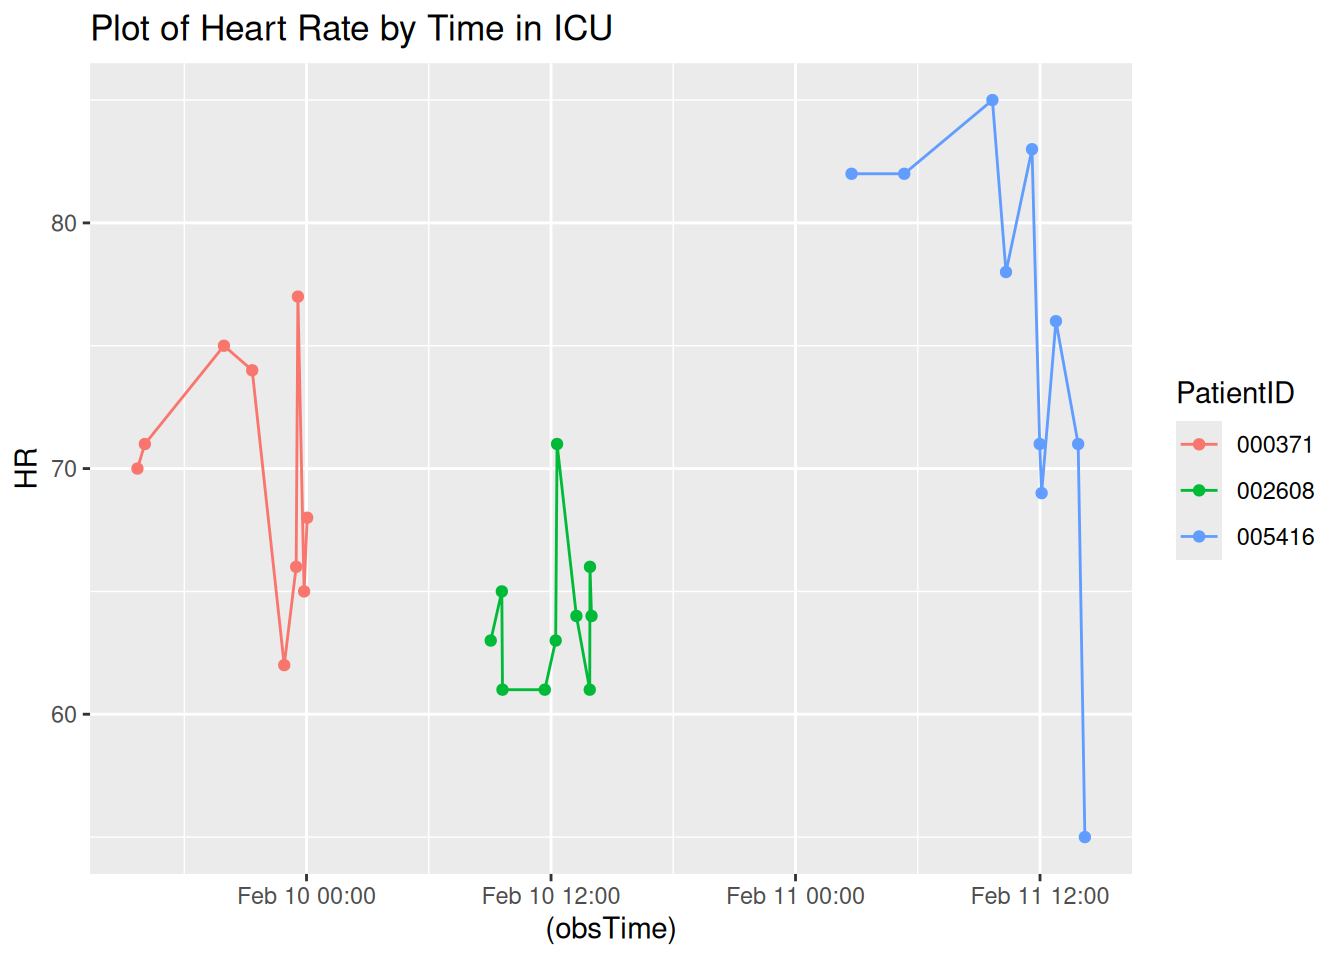 Plot of Heart Rate by Time in ICU
HR
80
70
60
Feb 10 00:00
Feb 10 12:00
Feb 11 00:00
Feb 11 12:00
(obsTime)
PatientID
000371
002608
005416